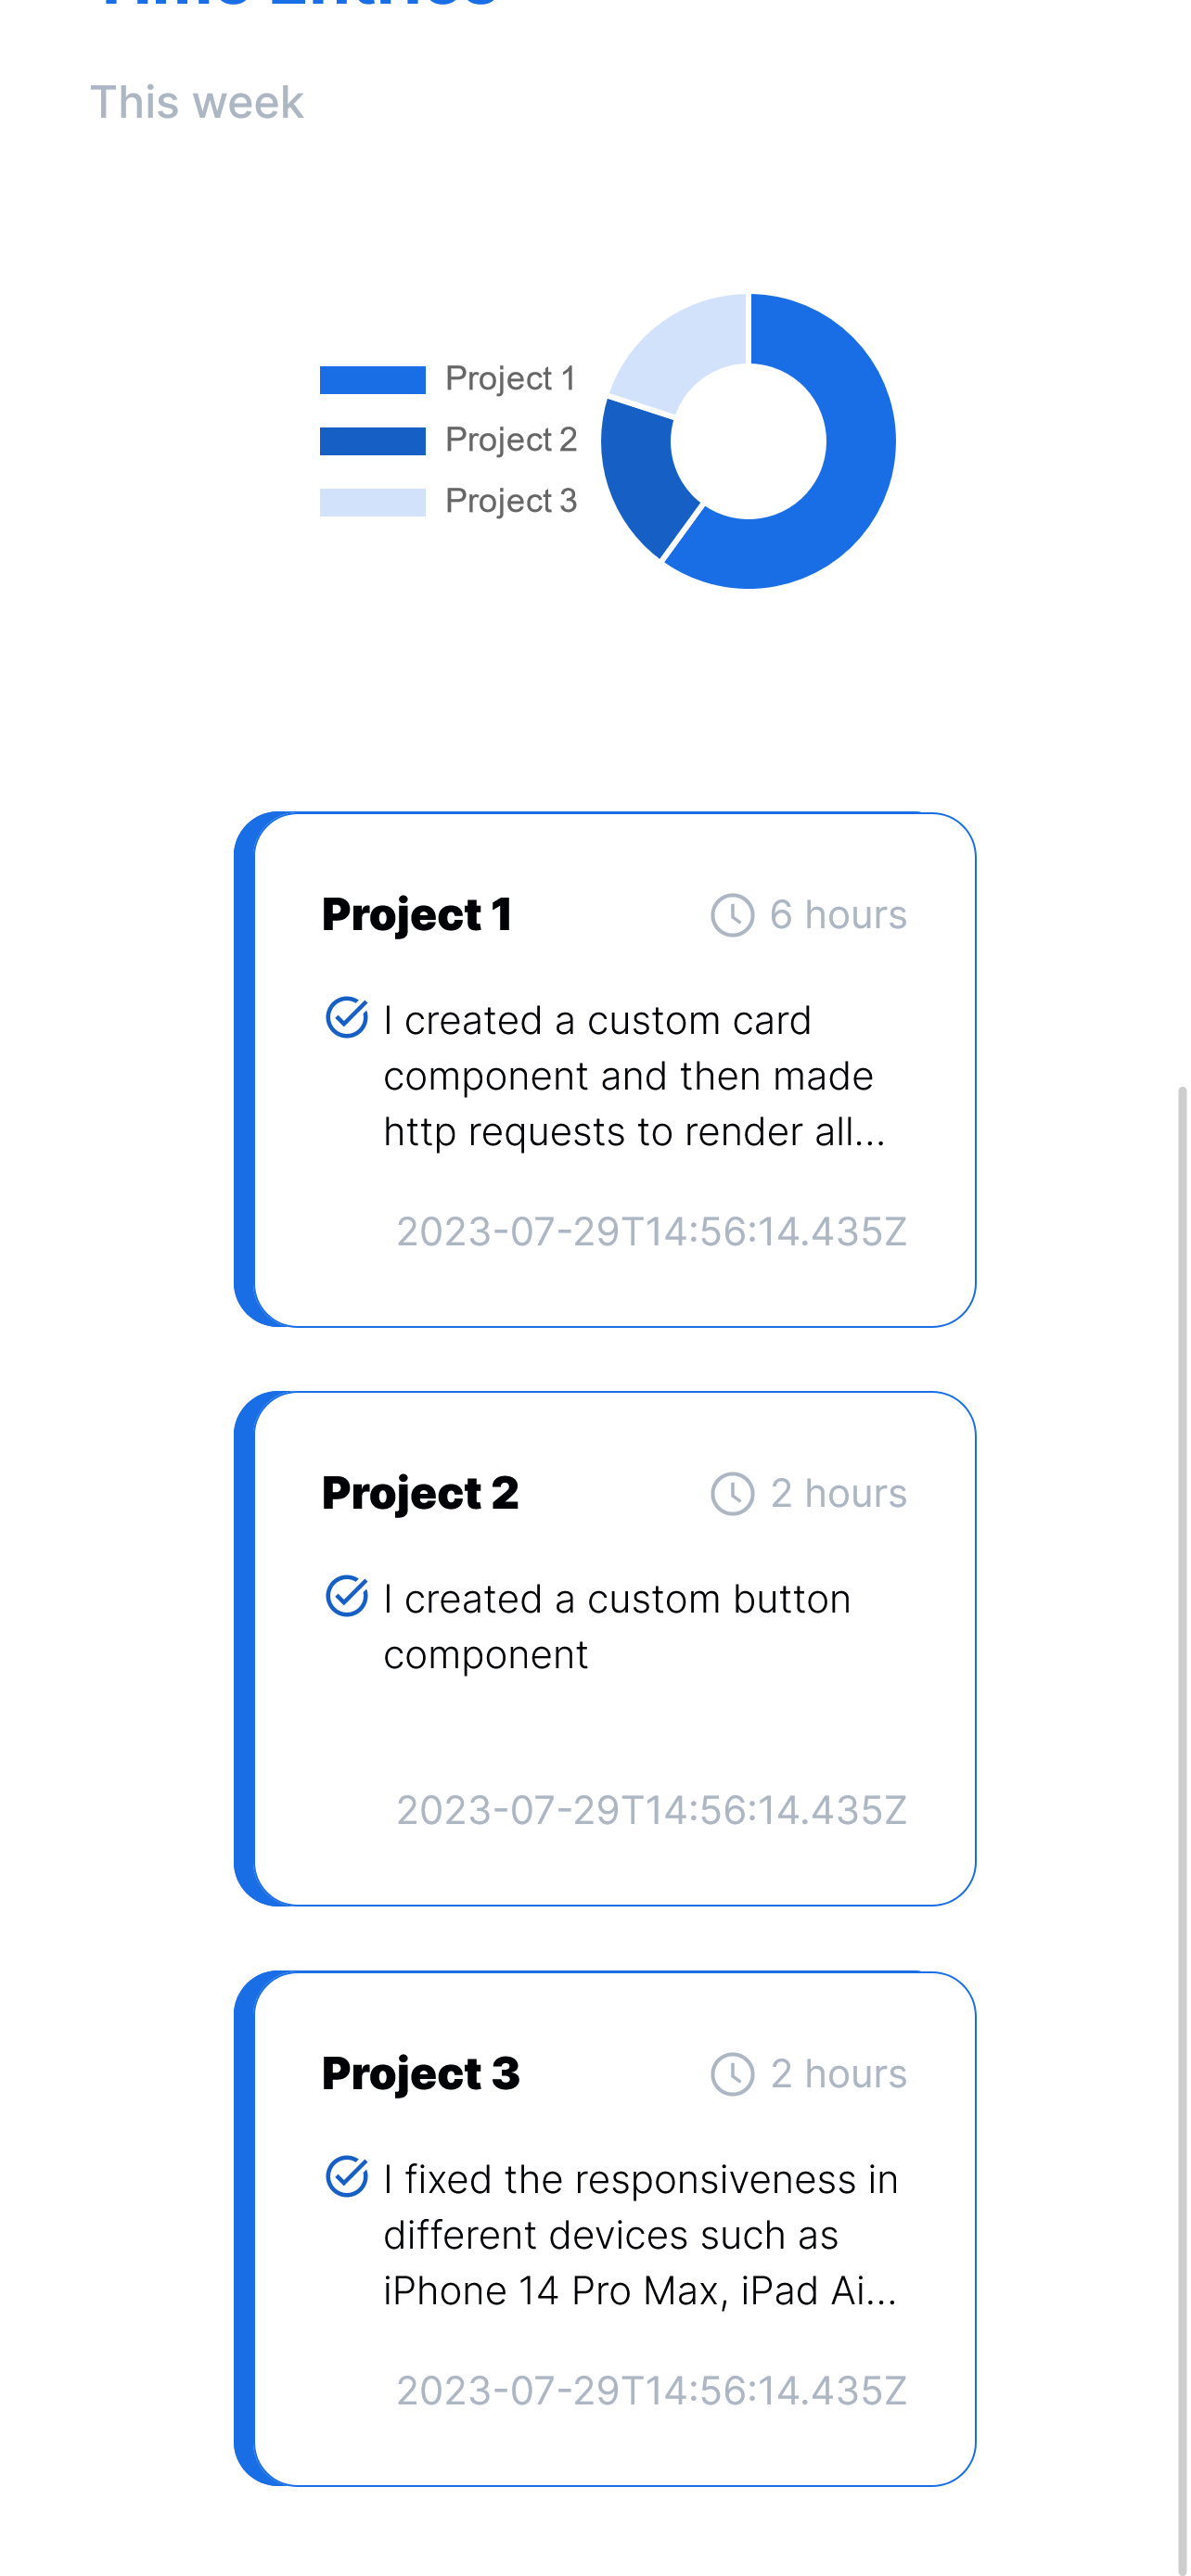 Time Entries
This week
Project 1
Project 2
Project 3
Project 1 6 hours
I created a custom card
component and then made
http requests to render all...
2023-07-29T14:56:14.435Z
Project 2 2 hours
I created a custom button
component
2023-07-29T14:56:14.435Z
Project 3 2 hours
I fixed the responsiveness in
different devices such as
iPhone 14 Pro Max, iPad Ai...
2023-07-29T14:56:14.435Z